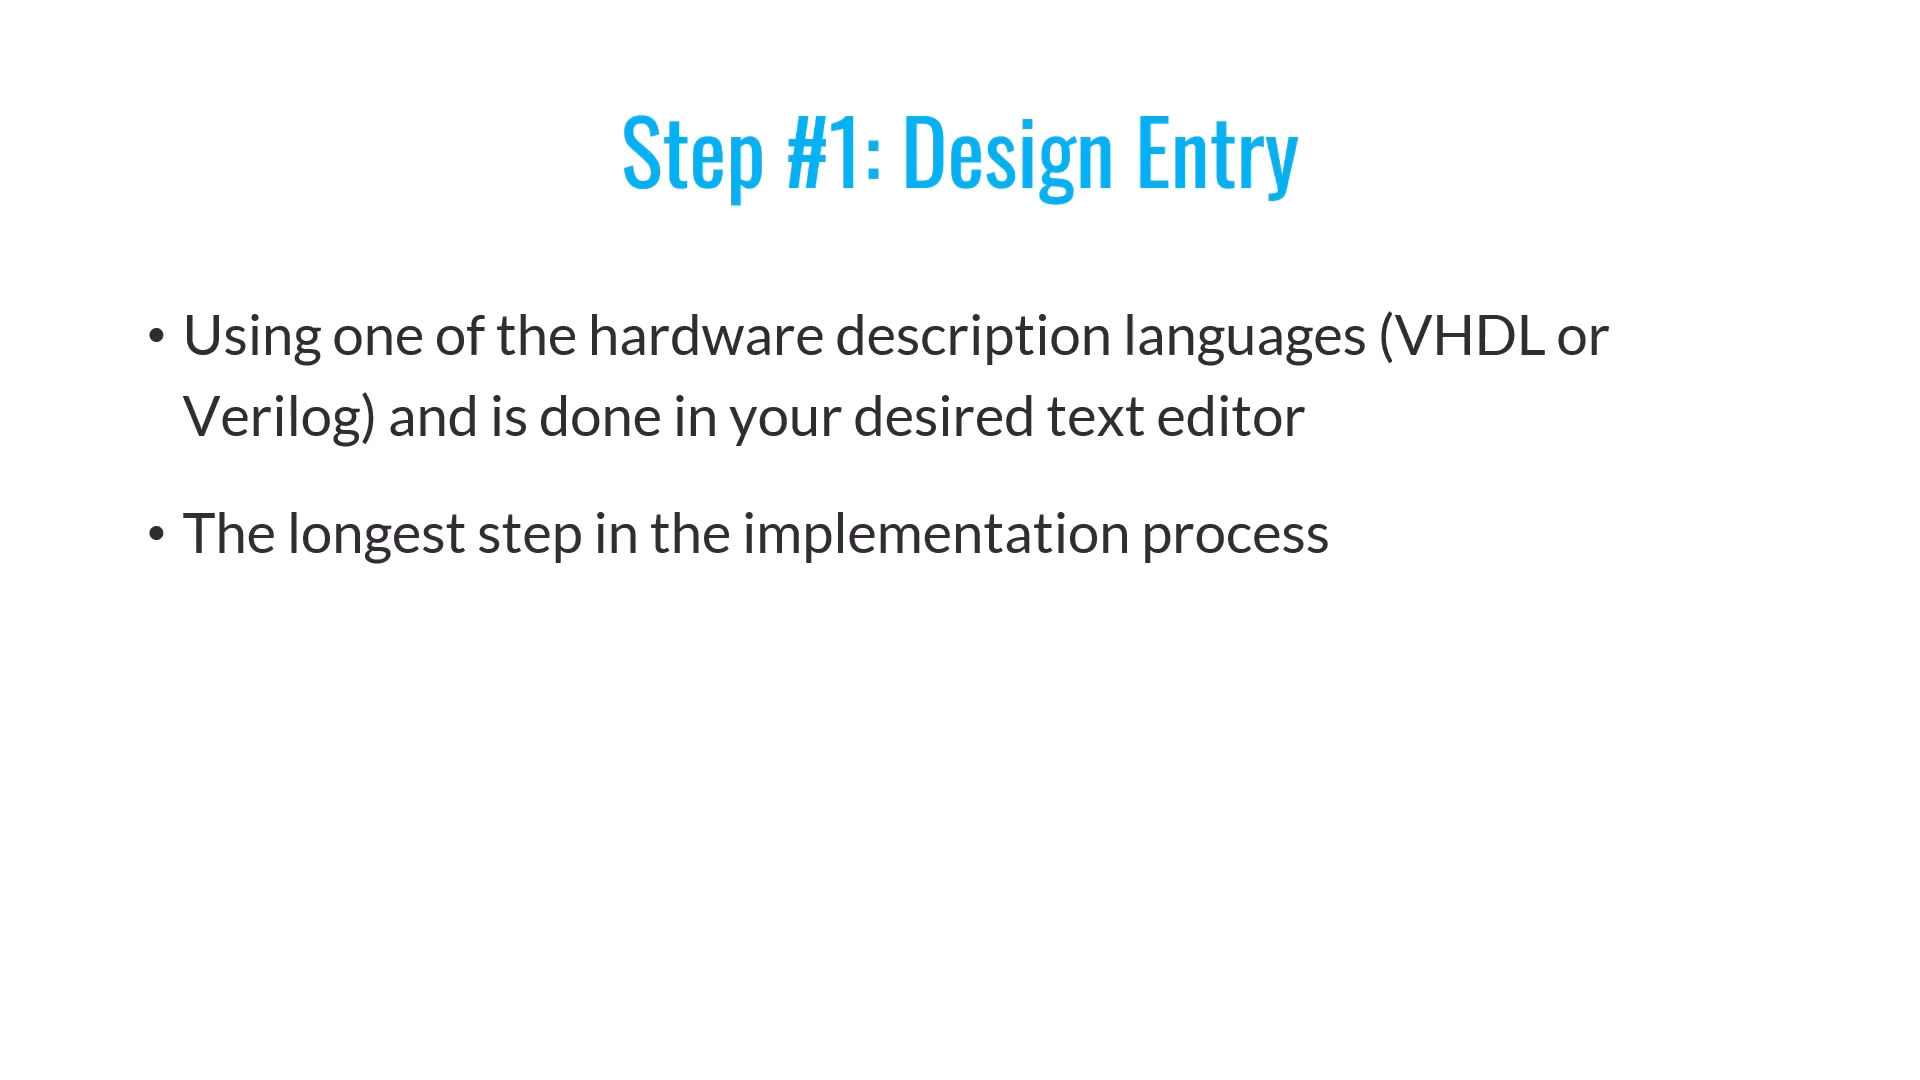 Step #1: Design Entry
• Using one of the hardware description languages (VHDL or
Verilog) and is done in your desired text editor
• The longest step in the implementation process